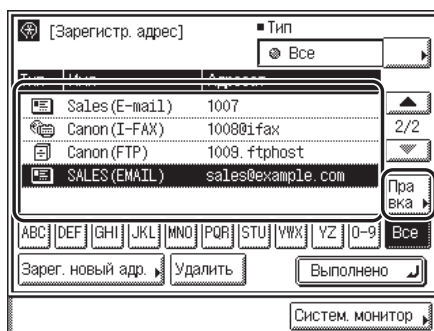 [Зарегистр. адрес]
■ Тип
Все
Тип Имя Адресат
Sales(E-mail) 1007
Canon(I-FAX) 1008@ifax
2/2
Canon(FTP) 1009.ftphost
SALES(EMAIL) sales@example.com
Пра
вка
ABC DEF GHI JKL MNO PQR STU VWX YZ 0-9 Все
Зарег. новый адр. Удалить Выполнено
Систем. монитор